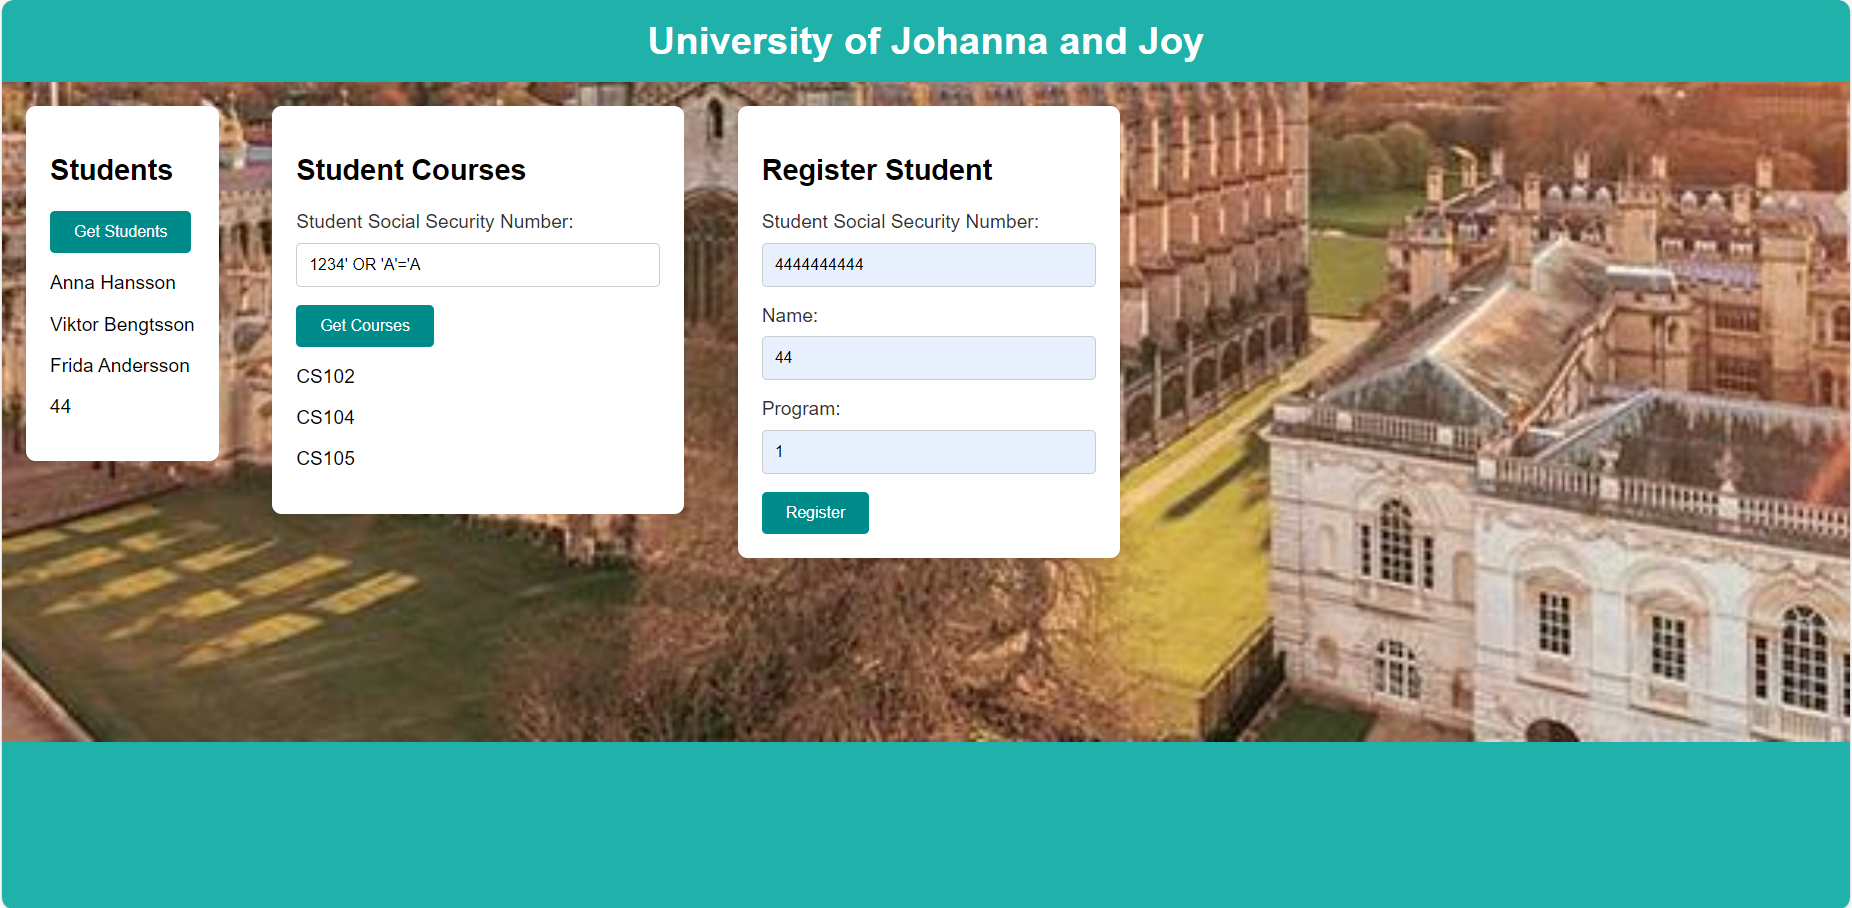 University of Johanna and Joy
Students
Get Students
Anna Hansson
Viktor Bengtsson
Frida Andersson
44
Student Courses
Student Social Security Number:
1234' OR 'A'='A
Get Courses
CS102
CS104
CS105
Register Student
Student Social Security Number:
4444444444
Name:
44
Program:
1
Register